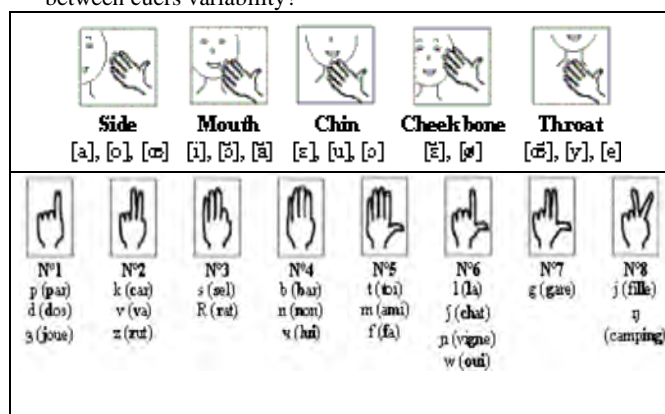 between cuers variability?
Side Mouth Chin Cheek bone Throat
[a], [o], [œ] [i], [ɔ̃], [ã] [ɛ], [u], [ɔ] [ɛ̃], [ø] [œ̃], [y], [e]
N°1 N°2 N°3 N°4 N°5 N°6 N°7 N°8
p (par) k (car) s (sel) b (bar) t (toi) l (la) g (gare) j (fille)
d (dos) v (va) R (rat) n (non) m (ami) ʃ (chat) ŋ
ʒ (joue) z (zut) ɥ (lui) f (fa) ɲ (vigne) (camping)
w (oui)